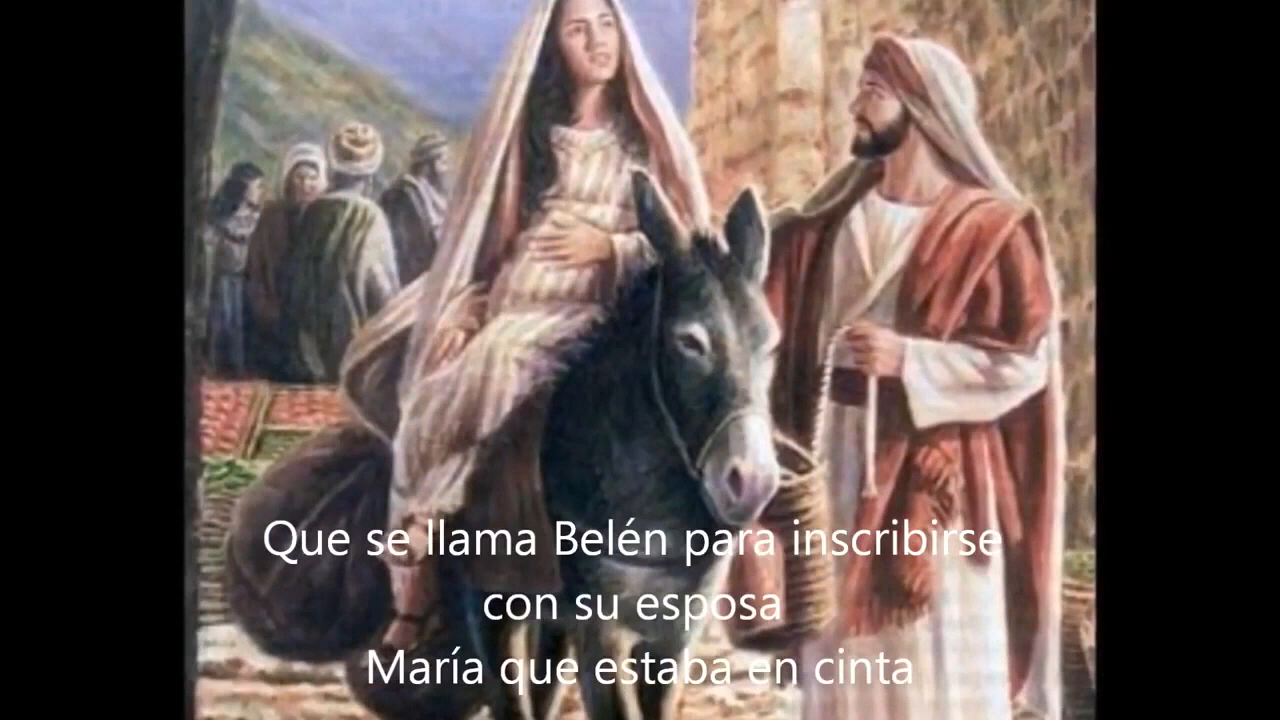 Que se llama Belén para inscribirse
con su esposa
María que estaba en cinta